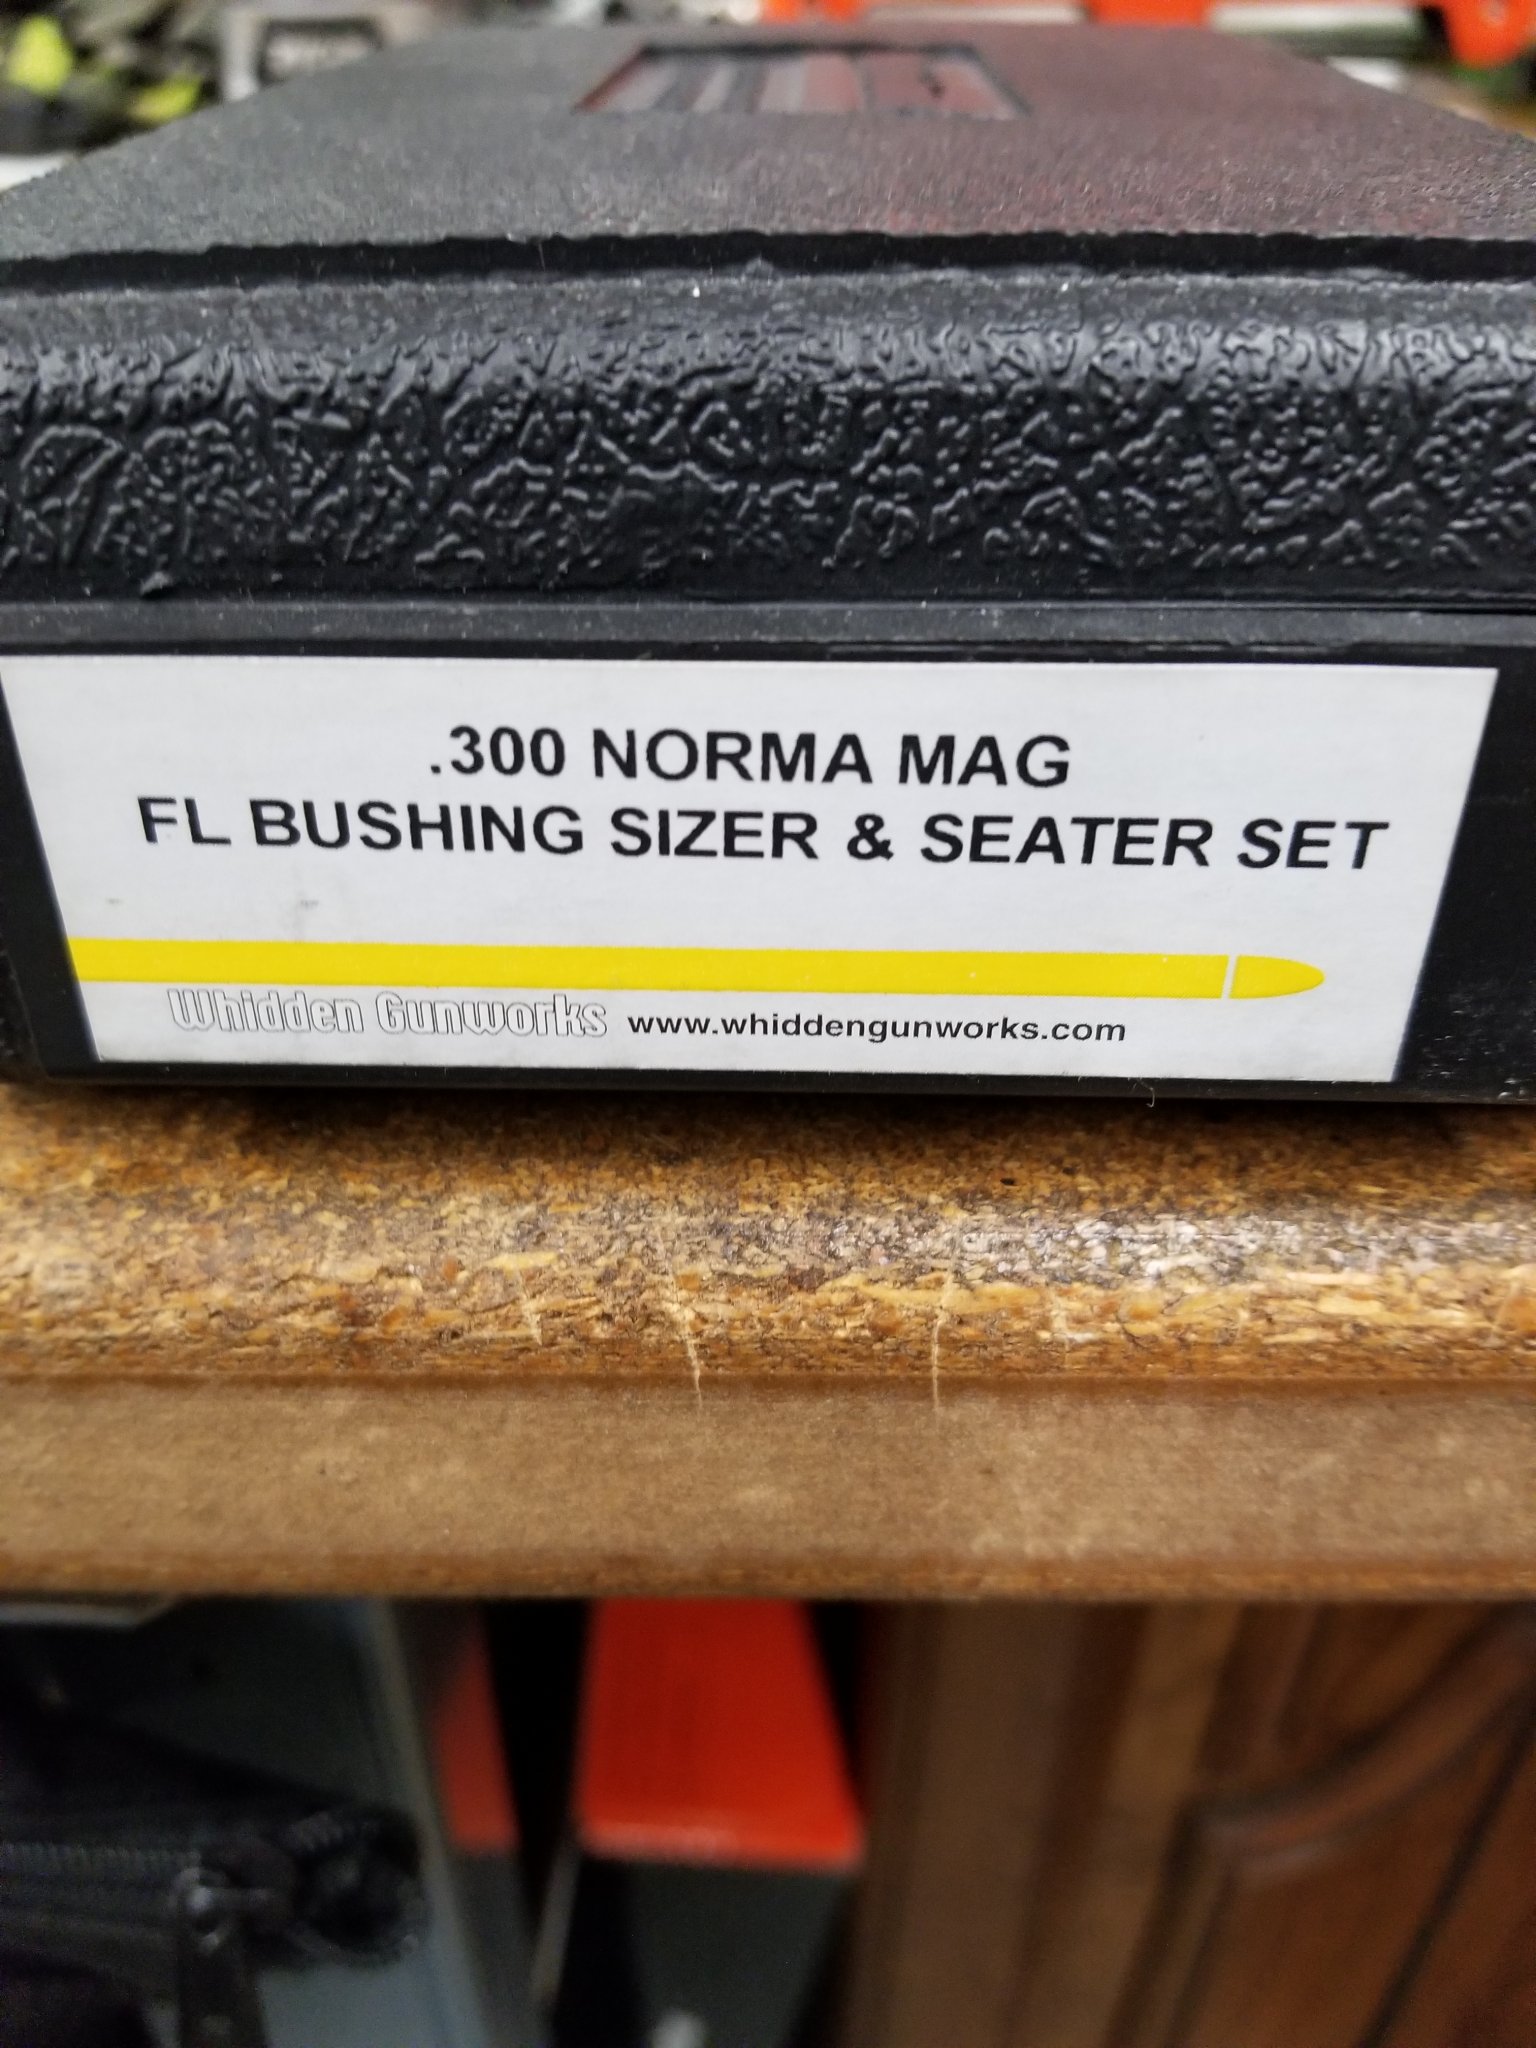 .300 NORMA MAG
FL BUSHING SIZER & SEATER SET
Whidden Gunworks www.whiddengunworks.com